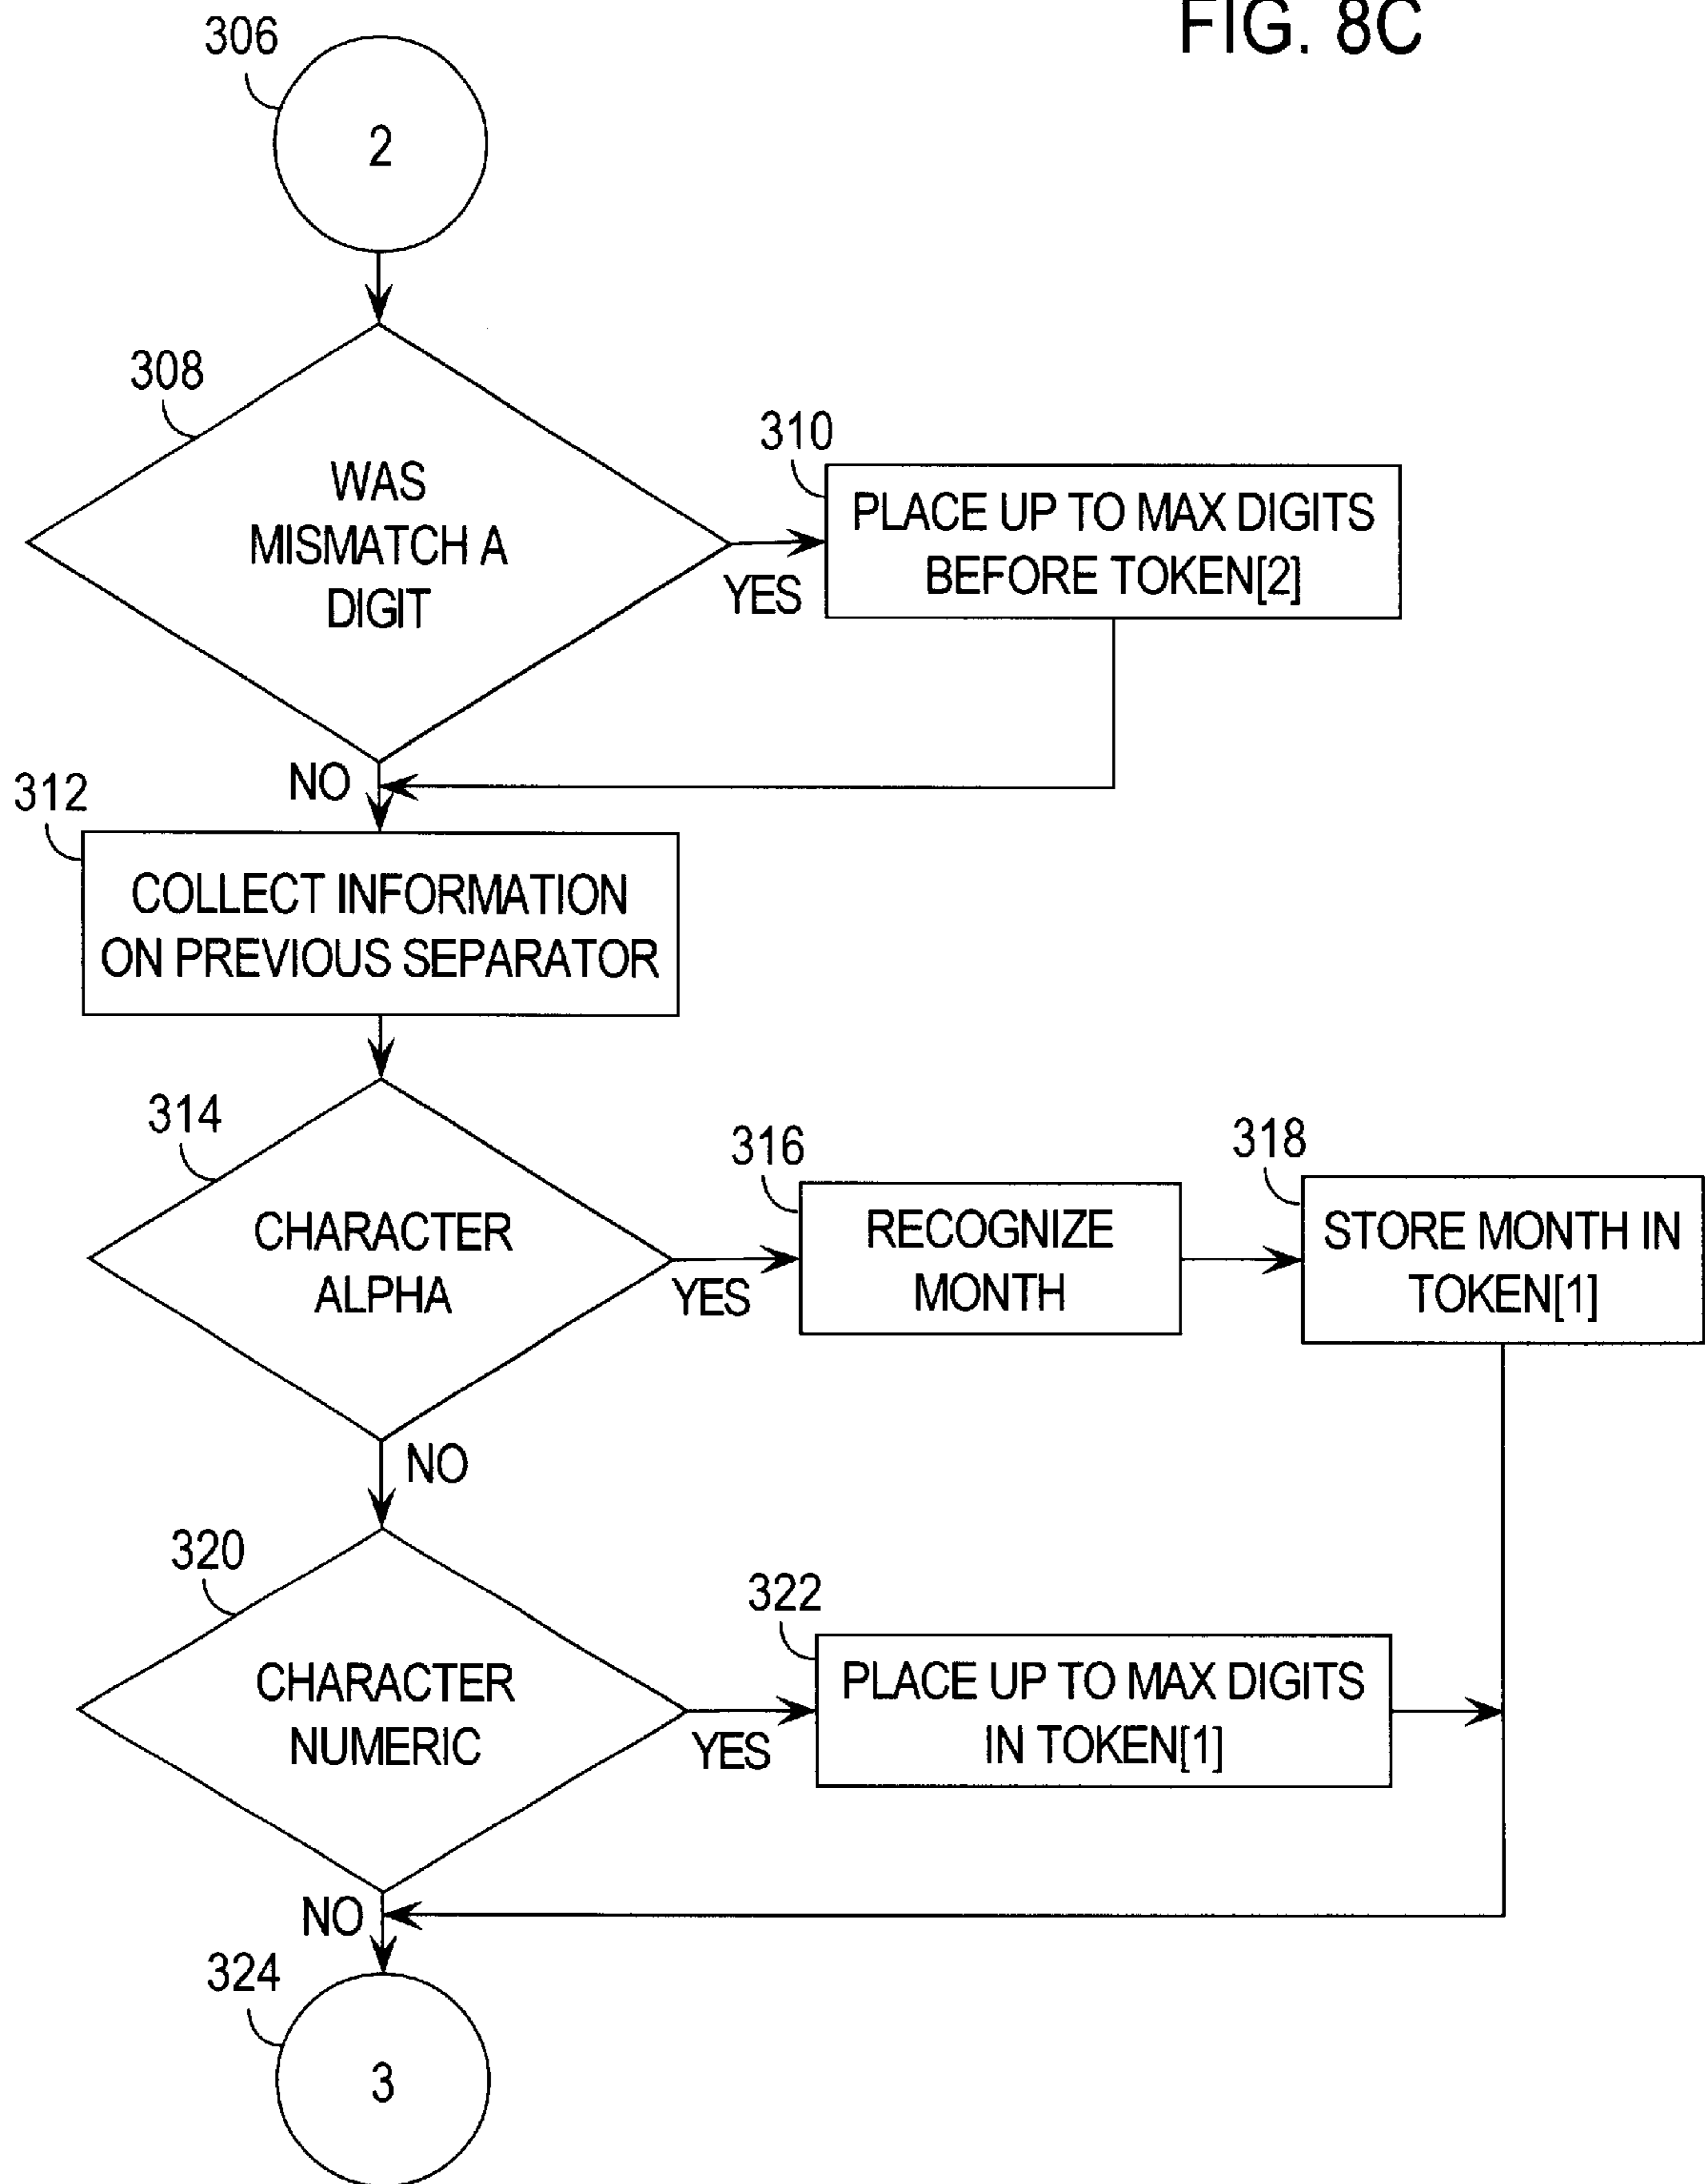 FIG. 8C
306
2
308
WAS
MISMATCH A
DIGIT
YES
310
PLACE UP TO MAX DIGITS
BEFORE TOKEN[2]
NO
312
COLLECT INFORMATION
ON PREVIOUS SEPARATOR
314
CHARACTER
ALPHA
YES
316
RECOGNIZE
MONTH
318
STORE MONTH IN
TOKEN[1]
NO
320
CHARACTER
NUMERIC
YES
322
PLACE UP TO MAX DIGITS
IN TOKEN[1]
NO
324
3